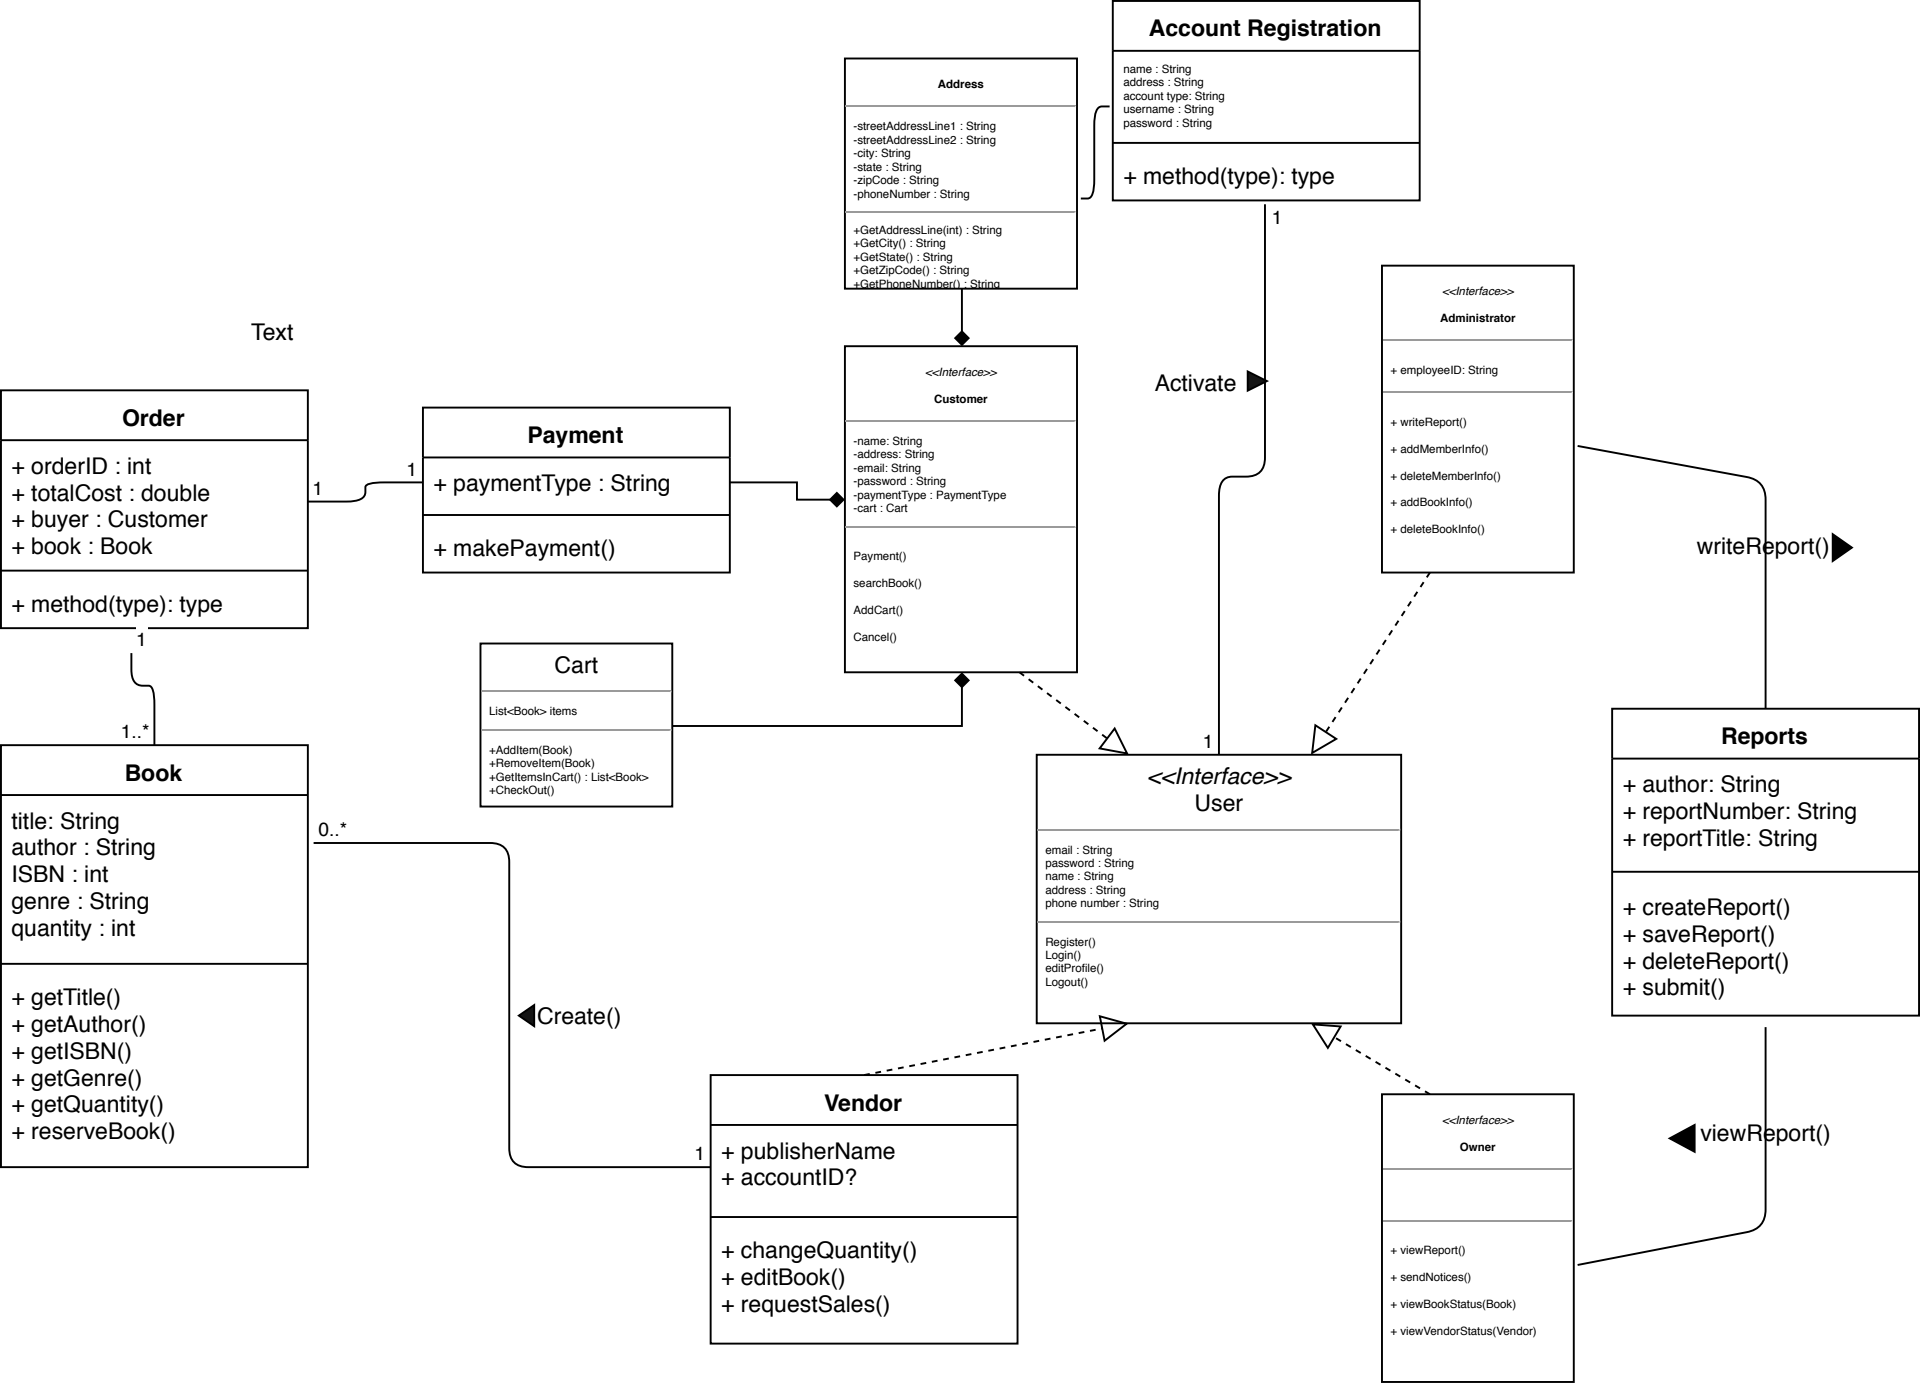 Account Registration
name : String
address : String
account type: String
username : String
password : String
+ method(type): type
1
Address
-streetAddressLine1 : String
-streetAddressLine2 : String
-city: String
-state : String
-zipCode : String
-phoneNumber : String
+GetAddressLine(int) : String
+GetCity() : String
+GetState() : String
+GetZipCode() : String
+GetPhoneNumber() : String
<<Interface>>
Administrator
+ employeeID: String
+ writeReport()
+ addMemberInfo()
+ deleteMemberInfo()
+ addBookInfo()
+ deleteBookInfo()
Text
Activate
<<Interface>>
Customer
-name: String
-address: String
-email: String
-password : String
-paymentType : PaymentType
-cart : Cart
Payment()
searchBook()
AddCart()
Cancel()
Order
+ orderID : int
+ totalCost : double
+ buyer : Customer
+ book : Book
+ method(type): type
1
1
Payment
+ paymentType : String
+ makePayment()
1
1..*
writeReport()
Cart
List<Book> items
+AddItem(Book)
+RemoveItem(Book)
+GetItemsInCart() : List<Book>
+CheckOut()
Book
title: String
author : String
ISBN : int
genre : String
quantity : int
+ getTitle()
+ getAuthor()
+ getISBN()
+ getGenre()
+ getQuantity()
+ reserveBook()
0..*
Create()
1
1
<<Interface>>
User
email : String
password : String
name : String
address : String
phone number : String
Register()
Login()
editProfile()
Logout()
Reports
+ author: String
+ reportNumber: String
+ reportTitle: String
+ createReport()
+ saveReport()
+ deleteReport()
+ submit()
Vendor
+ publisherName
+ accountID?
+ changeQuantity()
+ editBook()
+ requestSales()
<<Interface>>
Owner
+ viewReport()
+ sendNotices()
+ viewBookStatus(Book)
+ viewVendorStatus(Vendor)
viewReport()